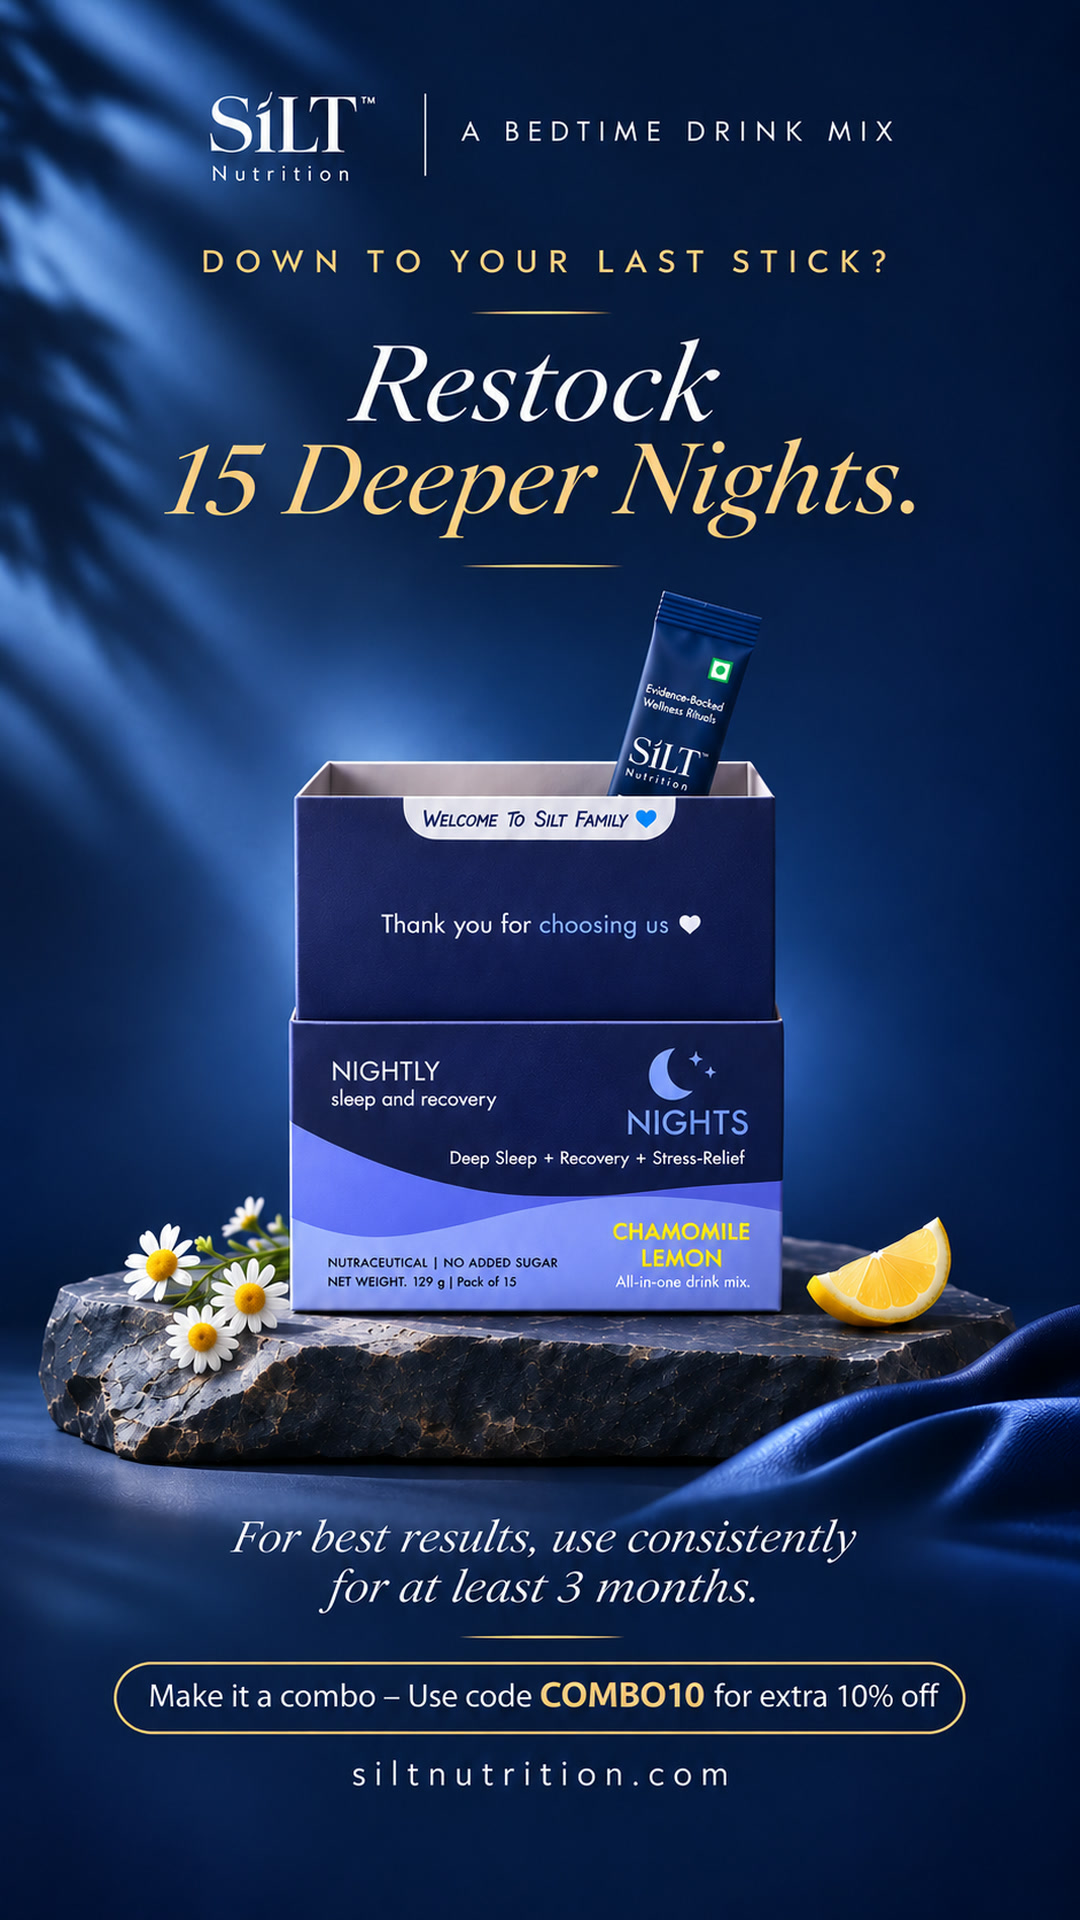 SiLT™
Nutrition
A BEDTIME DRINK MIX
DOWN TO YOUR LAST STICK?
Restock
15 Deeper Nights.
Evidence-Backed
Wellness Rituals
SiLT™
Nutrition
WELCOME TO SILT FAMILY 💙
Thank you for choosing us 🤍
NIGHTLY
sleep and recovery
NIGHTS
Deep Sleep + Recovery + Stress-Relief
CHAMOMILE
LEMON
All-in-one drink mix.
NUTRACEUTICAL | NO ADDED SUGAR
NET WEIGHT. 129 g | Pack of 15
For best results, use consistently
for at least 3 months.
Make it a combo – Use code COMBO10 for extra 10% off
siltnutrition.com